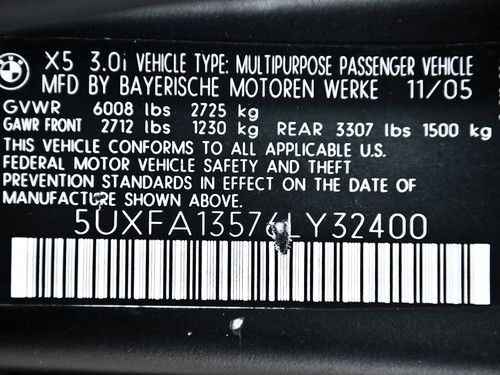 X5 3.0i VEHICLE TYPE: MULTIPURPOSE PASSENGER VEHICLE
MFD BY BAYERISCHE MOTOREN WERKE 11/05
GVWR 6008 lbs 2725 kg
GAWR FRONT 2712 lbs 1230 kg REAR 3307 lbs 1500 kg
THIS VEHICLE CONFORMS TO ALL APPLICABLE U.S.
FEDERAL MOTOR VEHICLE SAFETY AND THEFT
PREVENTION STANDARDS IN EFFECT ON THE DATE OF
MANUFACTURE SHOWN ABOVE.
5UXFA13576LY32400